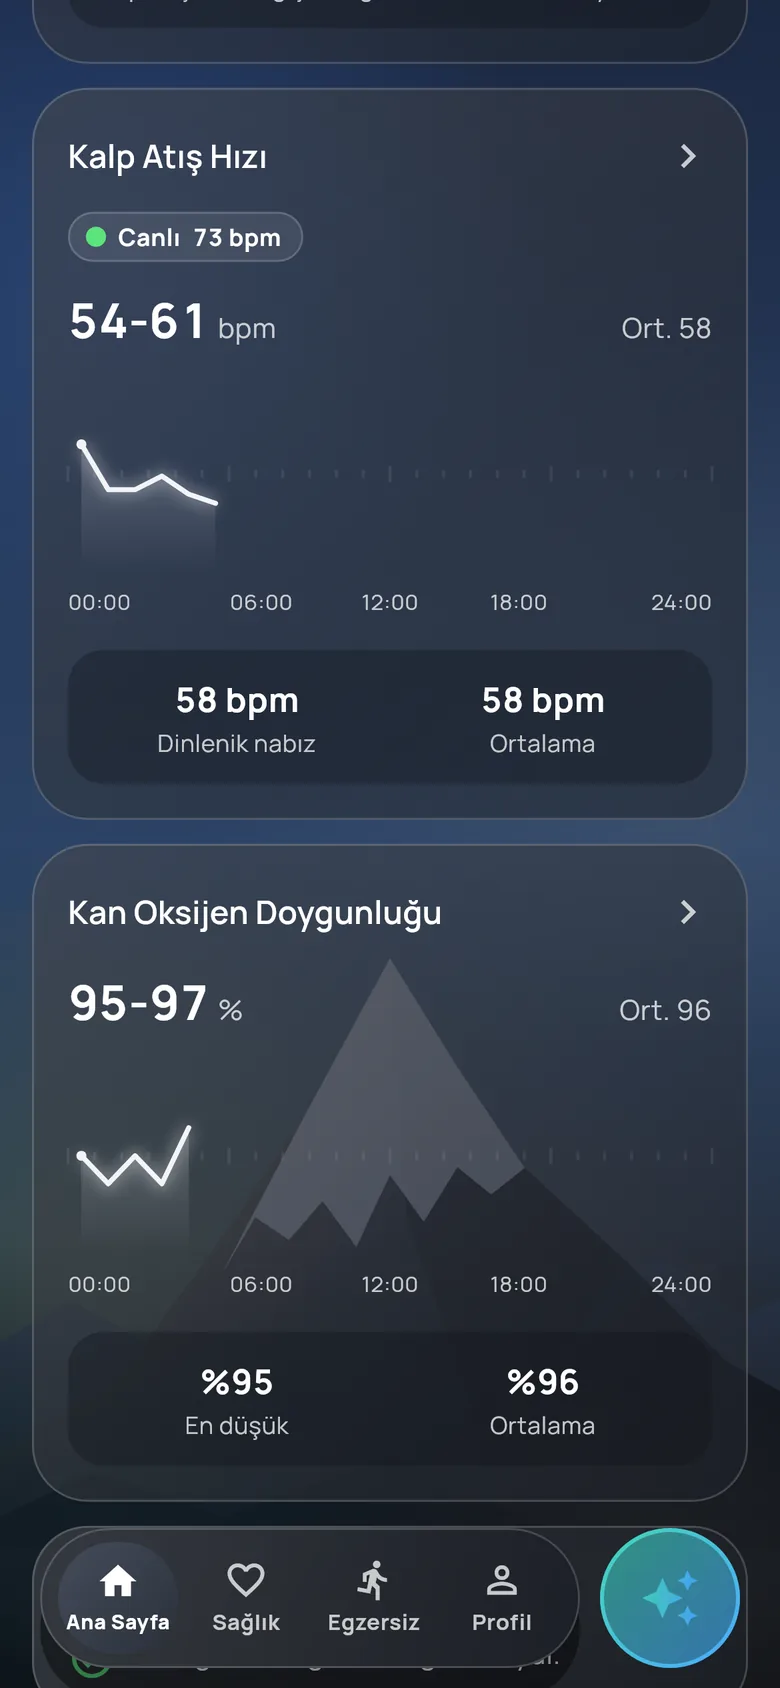 Kalp Atış Hızı
Canlı 73 bpm
54-61 bpm
Ort. 58
00:00 06:00 12:00 18:00 24:00
58 bpm 58 bpm
Dinlenik nabız Ortalama
Kan Oksijen Doygunluğu
95-97 %
Ort. 96
00:00 06:00 12:00 18:00 24:00
%95 %96
En düşük Ortalama
Ana Sayfa Sağlık Egzersiz Profil